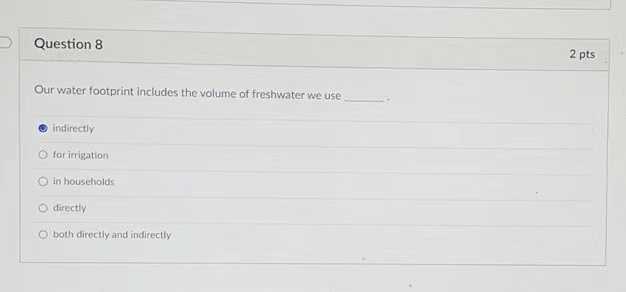 Question 8
2 pts
Our water footprint includes the volume of freshwater we use ________ .
indirectly
for irrigation
in households
directly
both directly and indirectly